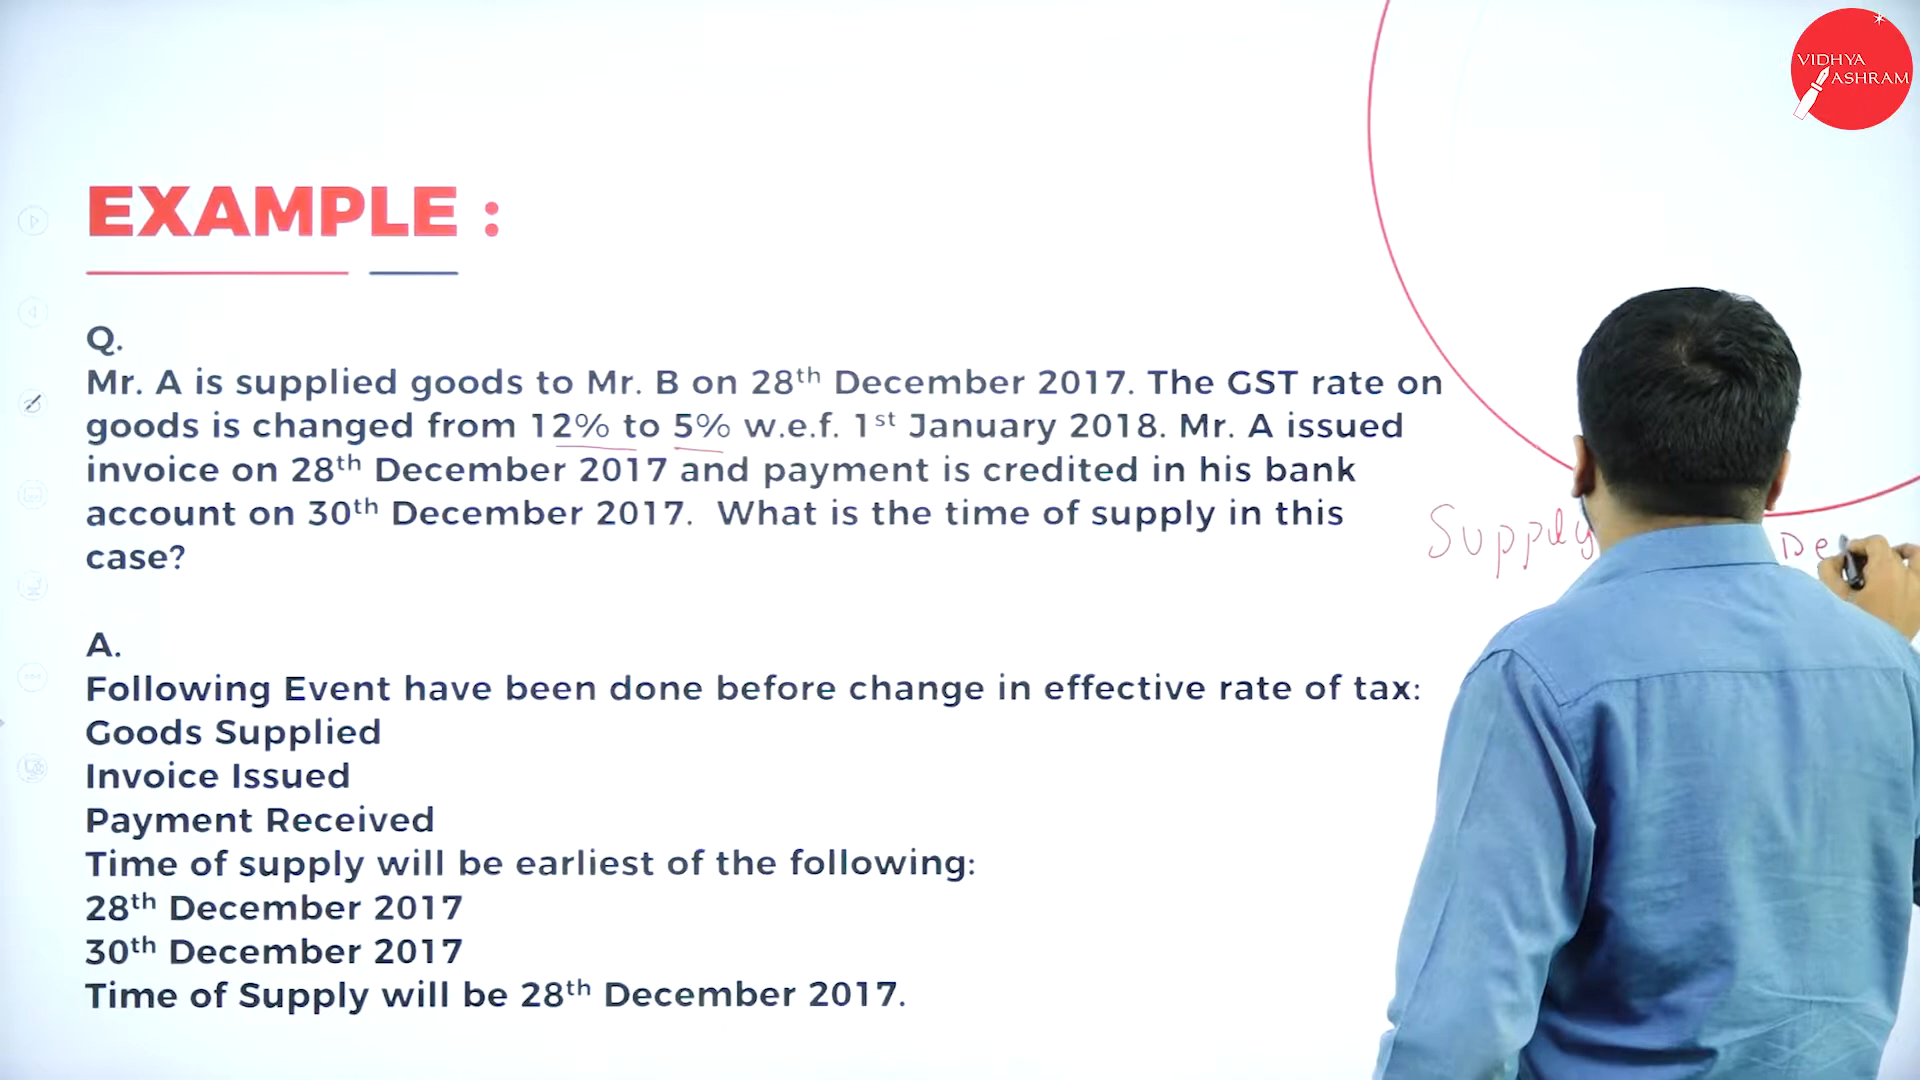 VIDHYA
ASHRAM
EXAMPLE :
Q.
Mr. A is supplied goods to Mr. B on 28th December 2017. The GST rate on
goods is changed from 12% to 5% w.e.f. 1st January 2018. Mr. A issued
invoice on 28th December 2017 and payment is credited in his bank
account on 30th December 2017. What is the time of supply in this
case?
Supply De
A.
Following Event have been done before change in effective rate of tax:
Goods Supplied
Invoice Issued
Payment Received
Time of supply will be earliest of the following:
28th December 2017
30th December 2017
Time of Supply will be 28th December 2017.